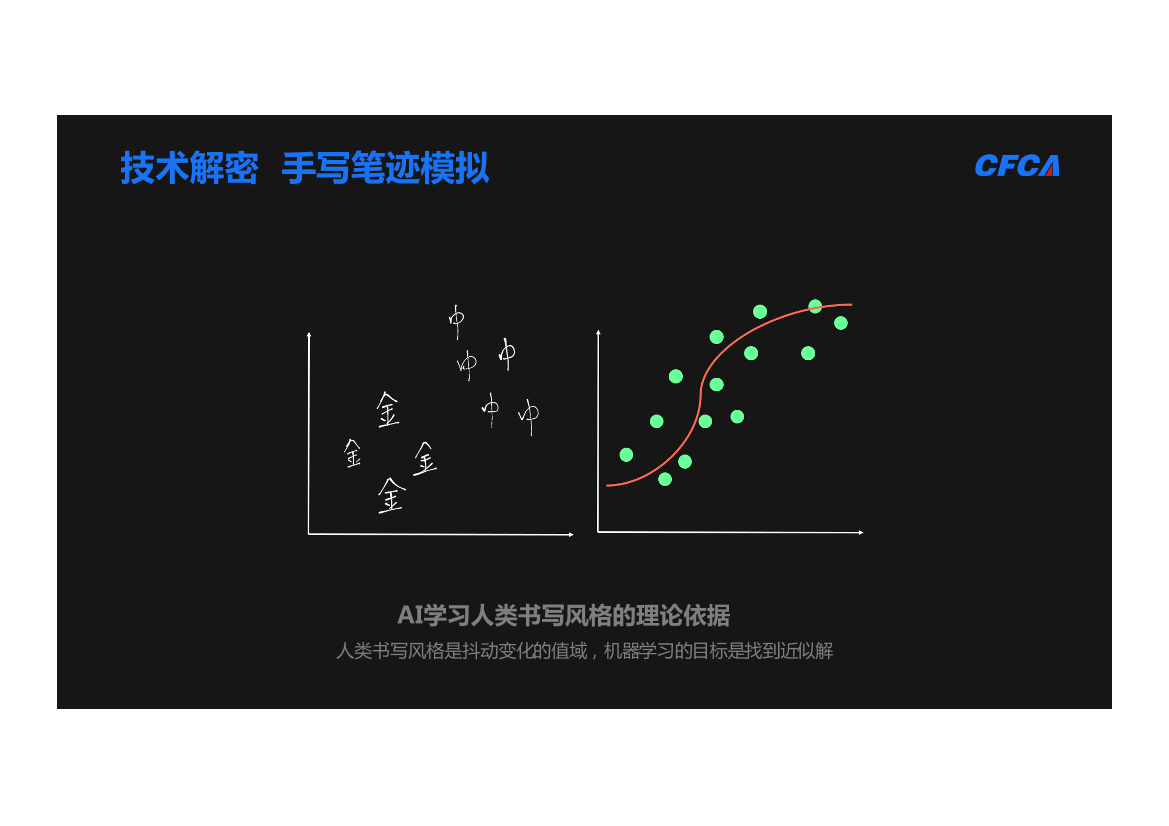 技术解密 手写笔迹模拟
CFCA
中
中 中
金 中 中
金 金
金
AI学习人类书写风格的理论依据
人类书写风格是抖动变化的值域，机器学习的目标是找到近似解